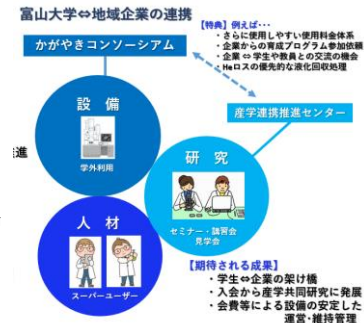 富山大学⇔地域企業の連携
かがやきコンソーシアム
【特典】例えば･･･
・さらに使用しやすい使用料金体系
・企業からの育成プログラム参加依頼
・企業⇔学生や教員との交流の機会
・Heロスの優先的な液化回収処理
設備
学外利用
産学連携推進センター
進
研究
セミナー・講習会
見学会
人材
スーパーユーザー
【期待される成果】
・学生⇔企業の架け橋
・入会から産学共同研究に発展
・会費等による設備の安定した
運営・維持管理